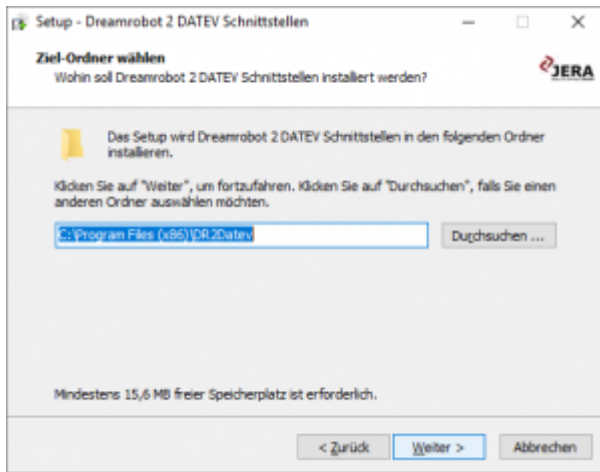 Setup - Dreamrobot 2 DATEV Schnittstellen
Ziel-Ordner wählen
Wohin soll Dreamrobot 2 DATEV Schnittstellen installiert werden?
JERA
Das Setup wird Dreamrobot 2 DATEV Schnittstellen in den folgenden Ordner
installieren.
Klicken Sie auf "Weiter", um fortzufahren. Klicken Sie auf "Durchsuchen", falls Sie einen
anderen Ordner auswählen möchten.
C:\Program Files (x86)\DR2Datev
Durchsuchen ...
Mindestens 15,6 MB freier Speicherplatz ist erforderlich.
< Zurück
Weiter >
Abbrechen